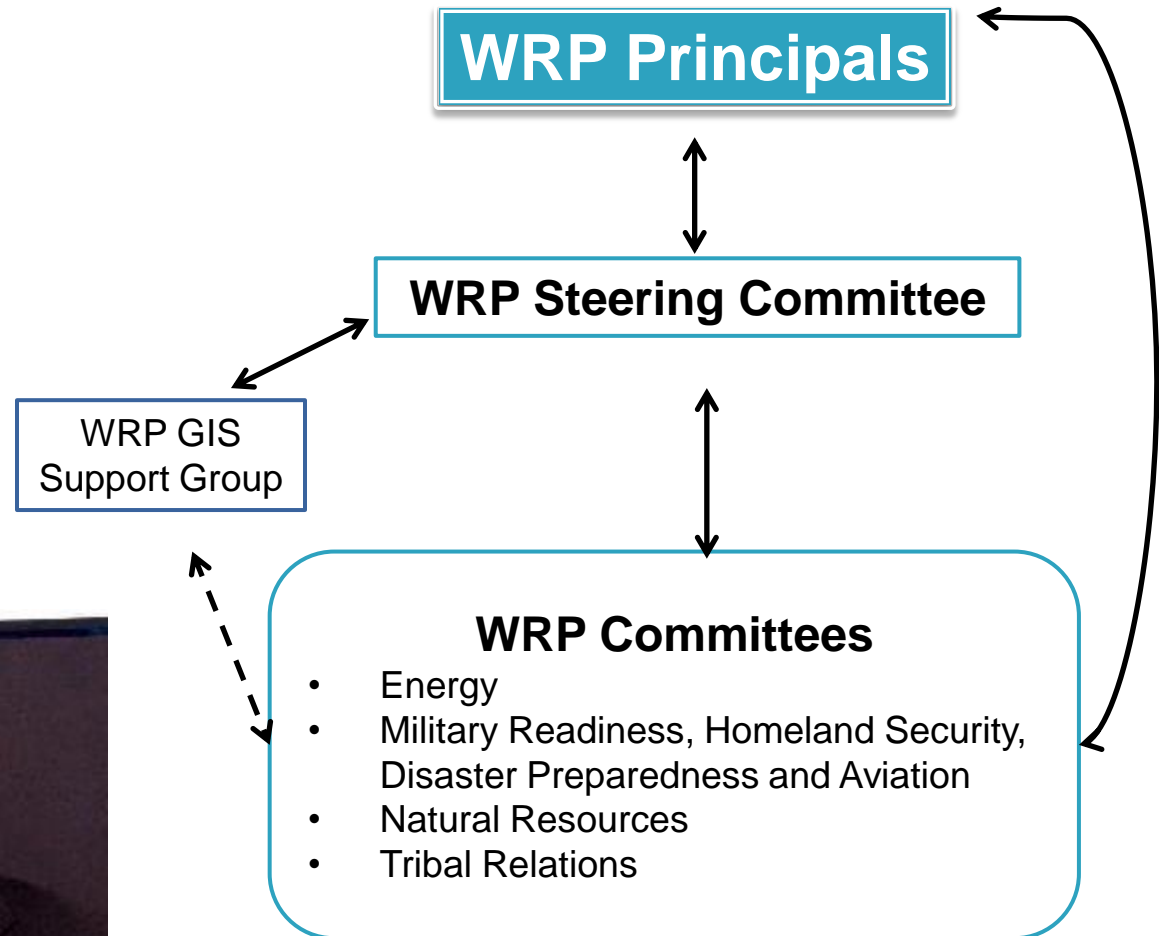 WRP Principals
WRP Steering Committee
WRP GIS
Support Group
WRP Committees
• Energy
• Military Readiness, Homeland Security,
Disaster Preparedness and Aviation
• Natural Resources
• Tribal Relations